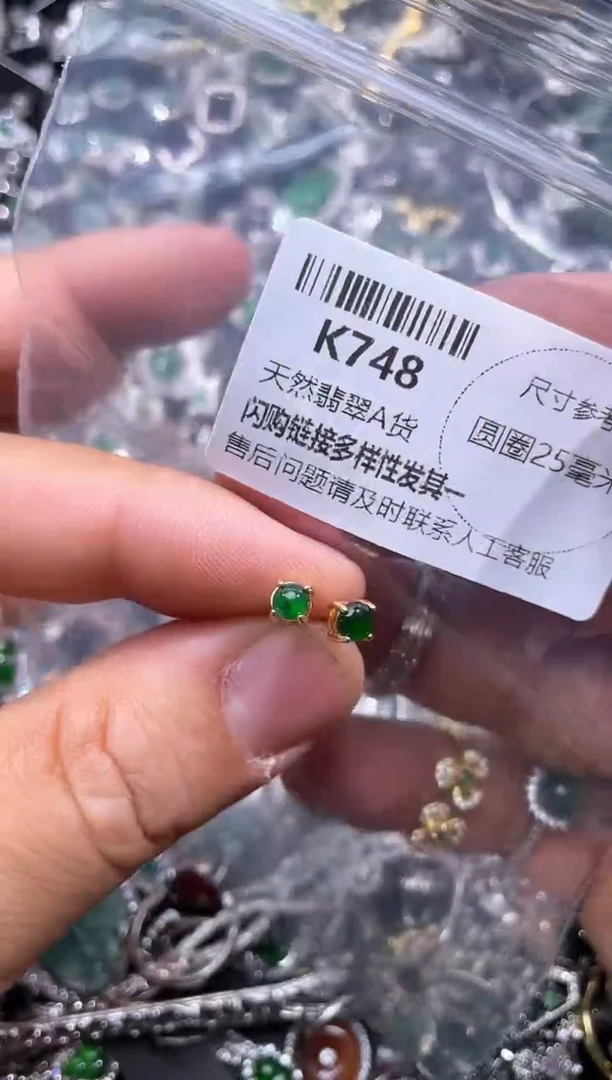 K748
天然翡翠A货
闪购链接多样性发其一
售后问题请及时联系人工客服
尺寸参考
圆圈25毫米